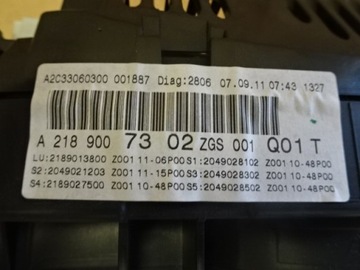 A2C33060300 001887 Diag:2806 07.09.11 07:43 1327
A 218 900 73 02 ZGS 001 Q01 T
LU:2189013800 Z001 11-06P00 S1:2049028102 Z001 10-48P00
S2:2049021203 Z001 11-15P00 S3:2049028302 Z001 10-48P00
S4:2189027500 Z001 10-48P00 S5:2049028502 Z001 10-48P00